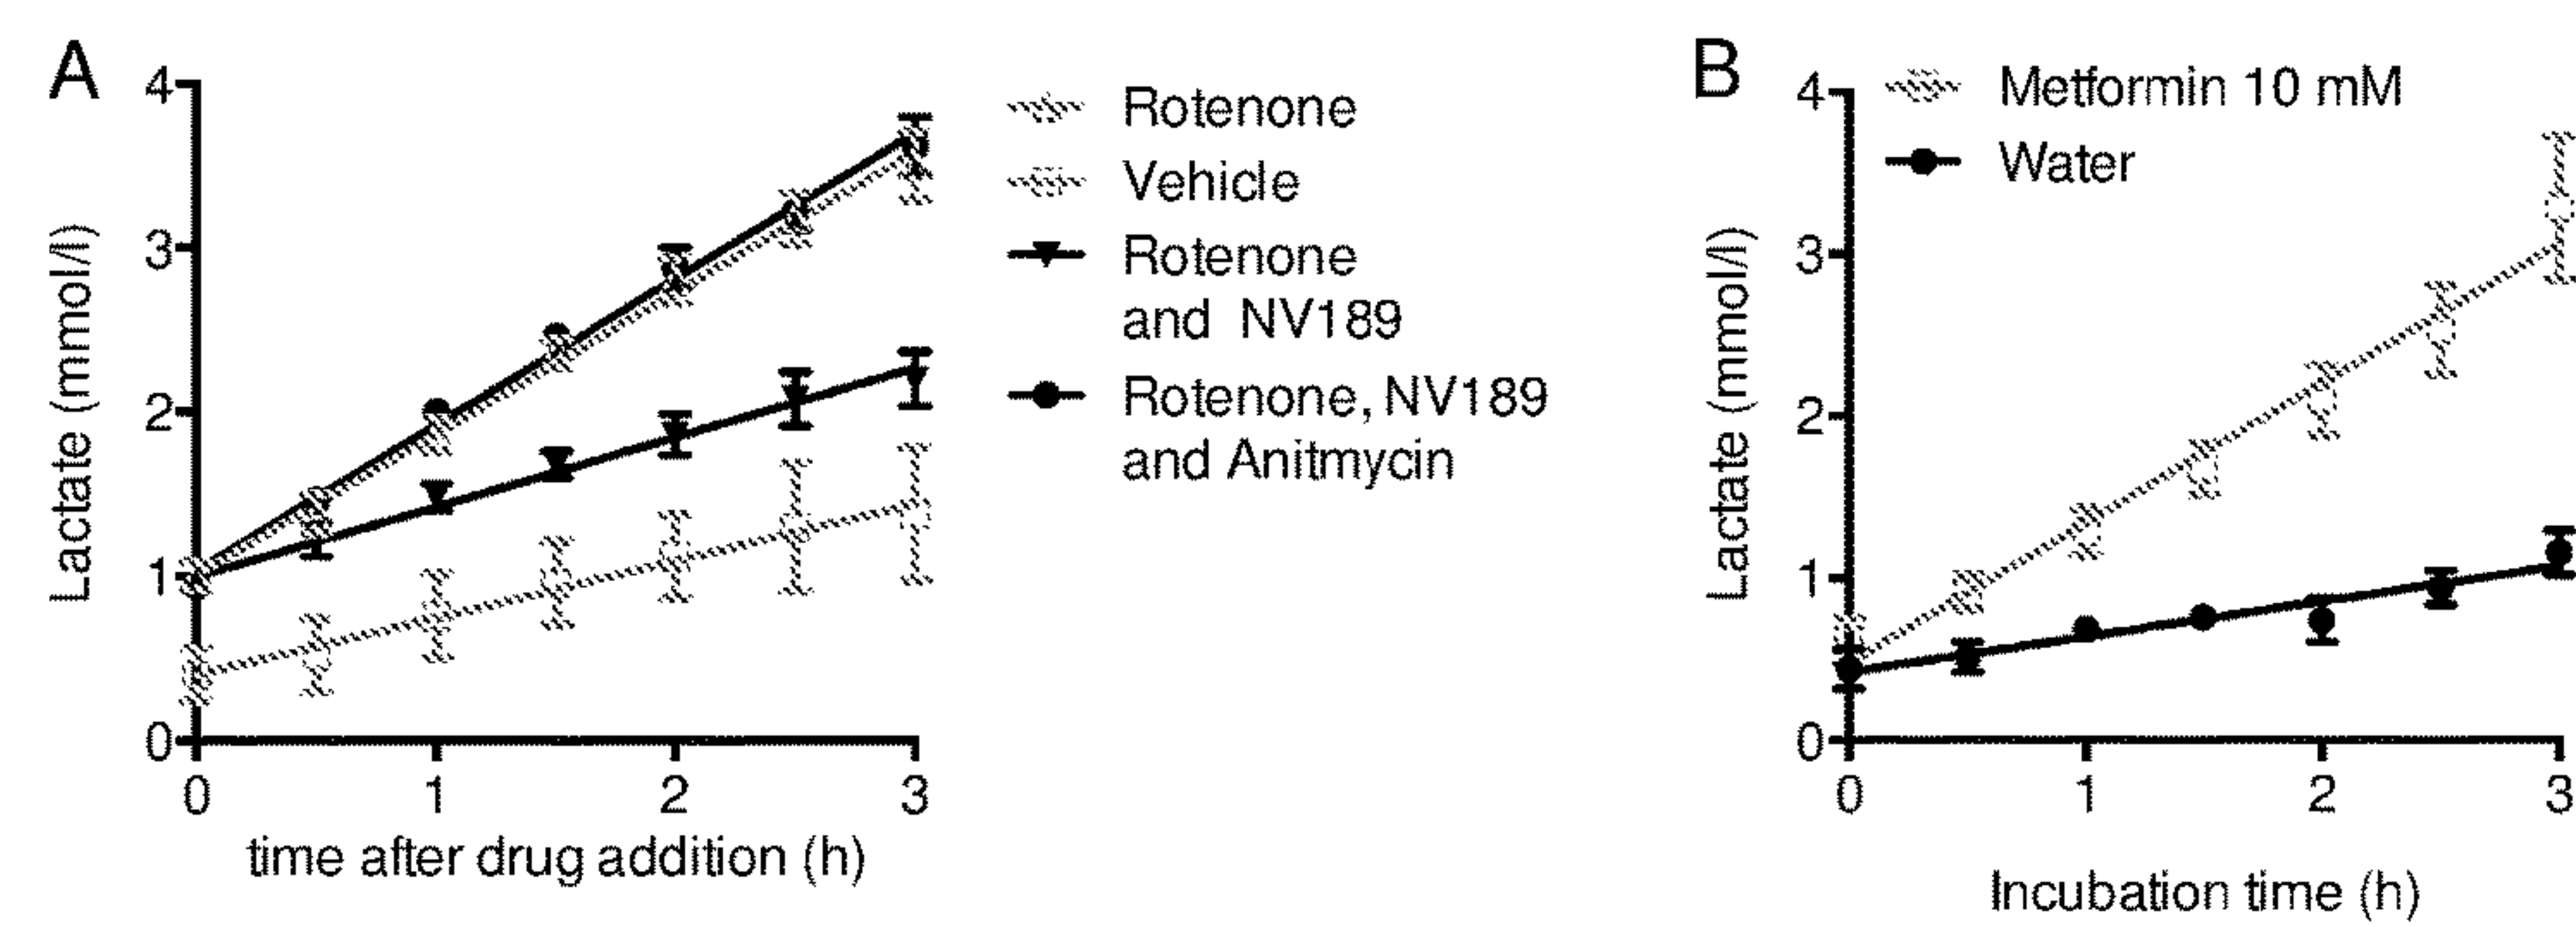 A
4
3
2
1
0
Lactate (mmol/l)
0 1 2 3
time after drug addition (h)
Rotenone
Vehicle
Rotenone
and NV189
Rotenone, NV189
and Anitmycin
B
4
3
2
1
0
Lactate (mmol/l)
Metformin 10 mM
Water
0 1 2 3
Incubation time (h)